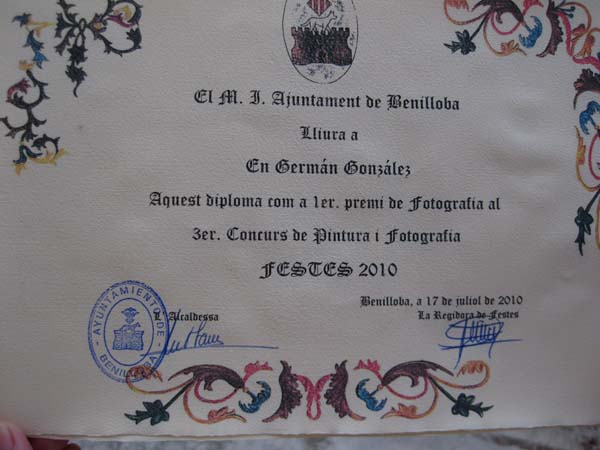 El M. I. Ajuntament de Benilloba
Lliura a
En Germán González
Aquest diploma com a 1er. premi de Fotografia al
3er. Concurs de Pintura i Fotografia
FESTES 2010
Benilloba, a 17 de juliol de 2010
L'Alcaldessa
La Regidora de Festes
AYUNTAMIENTO DE
BENILLOBA